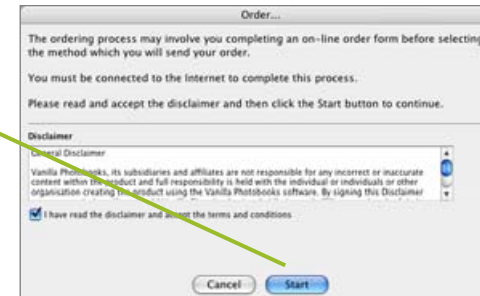 Order...
The ordering process may involve you completing an on-line order form before selecting
the method which you will send your order.
You must be connected to the Internet to complete this process.
Please read and accept the disclaimer and then click the Start button to continue.
Disclaimer
General Disclaimer
Vanilla Photobooks, its subsidiaries and affiliates are not responsible for any incorrect or inaccurate
content within the product and full responsibility is held with the individual or individuals or other
organisation creating the product using the Vanilla Photobooks software. By signing this Disclaimer
I have read the disclaimer and accept the terms and conditions
Cancel
Start